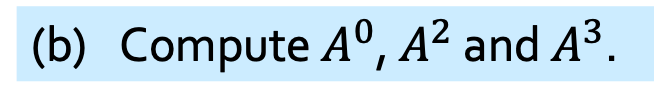 (b) Compute A⁰, A² and A³.